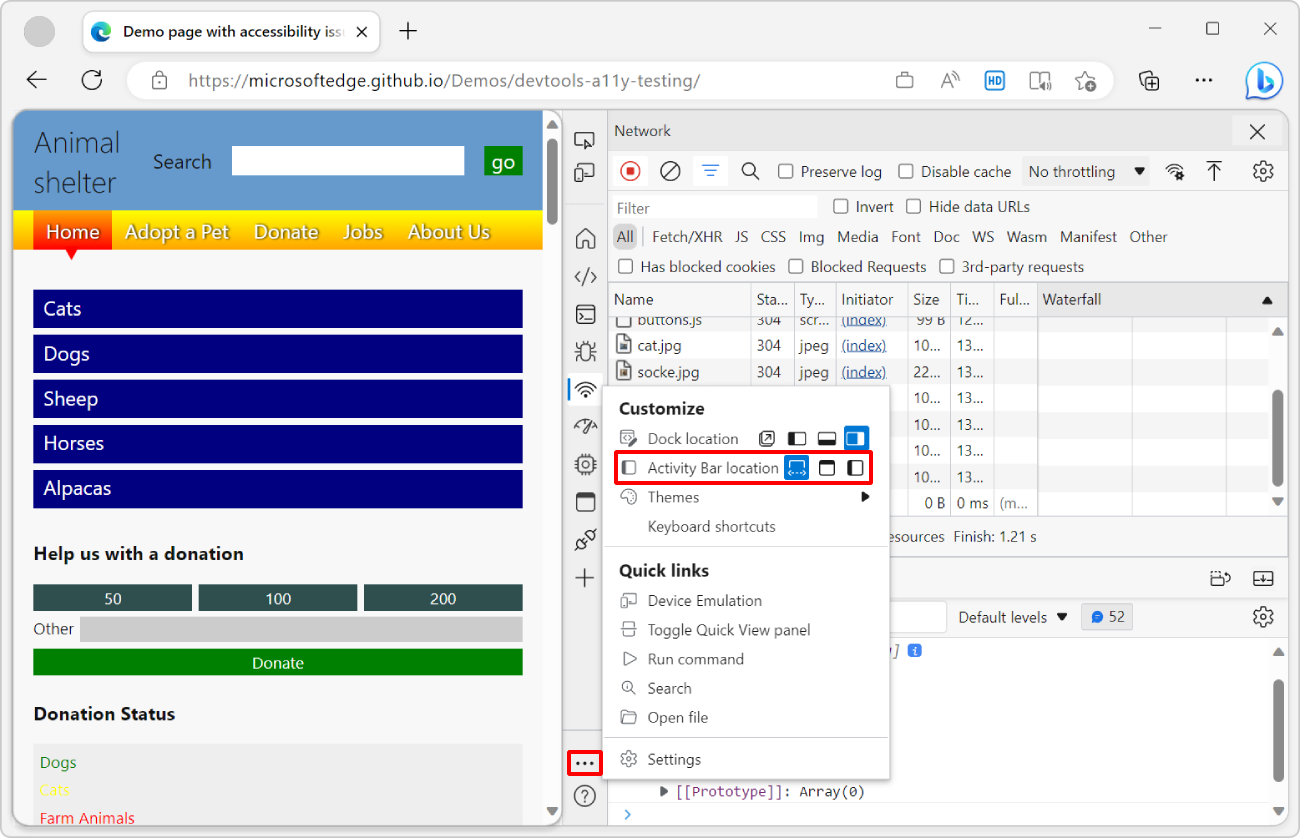 Demo page with accessibility iss
https://microsoftedge.github.io/Demos/devtools-a11y-testing/
HD
Animal
shelter
Search
go
Home Adopt a Pet Donate Jobs About Us
Cats
Dogs
Sheep
Horses
Alpacas
Help us with a donation
50 100 200
Other
Donate
Donation Status
Dogs
Cats
Farm Animals
Network
Preserve log Disable cache No throttling
Filter
Invert Hide data URLs
All Fetch/XHR JS CSS Img Media Font Doc WS Wasm Manifest Other
Has blocked cookies Blocked Requests 3rd-party requests
Name Sta... Ty... Initiator Size Ti... Ful... Waterfall
buttons.js 304 scr... (index) 99 B 12...
cat.jpg 304 jpeg (index) 10... 13...
socke.jpg 304 jpeg (index) 22... 13...
10... 13...
10... 13...
10... 13...
10... 13...
0 B 0 ms (m...
esources Finish: 1.21 s
Customize
Dock location
Activity Bar location
Themes
Keyboard shortcuts
Quick links
Device Emulation
Toggle Quick View panel
Run command
Search
Open file
Settings
Default levels 52
]
[[Prototype]]: Array(0)